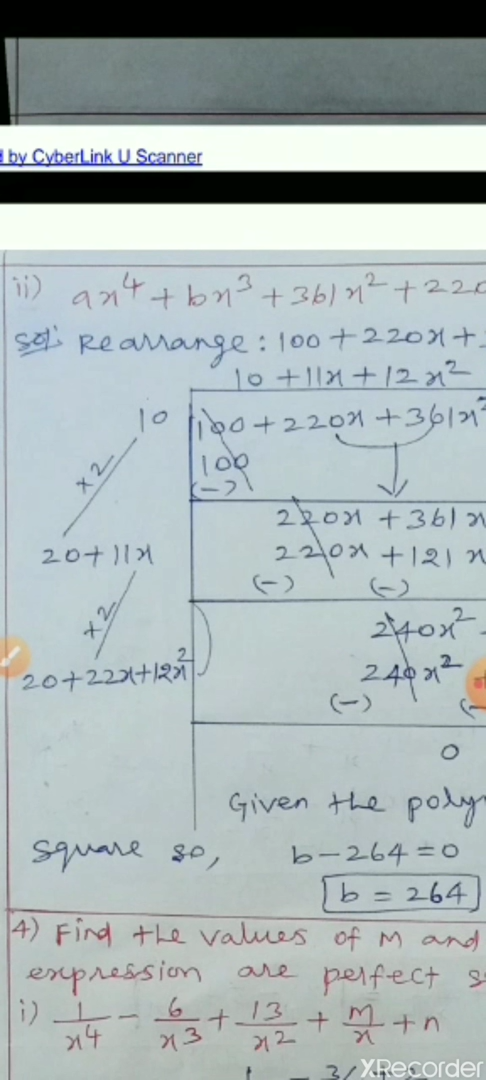 by CyberLink U Scanner
ii) ax⁴ + bx³ + 361x² + 220
Sol: Rearrange: 100 + 220x +
10 + 11x + 12x²
10 100 + 220x + 361x²
×2 100
(-)
220x + 361x
20 + 11x 220x + 121x
(-) (-)
×2 240x²
20 + 22x + 12x² 240x²
(-)
0
Given the poly
square so, b - 264 = 0
b = 264
4) Find the values of m and
expression are perfect s
i) 1/x⁴ - 6/x³ + 13/x² + m/x + n
XRecorder